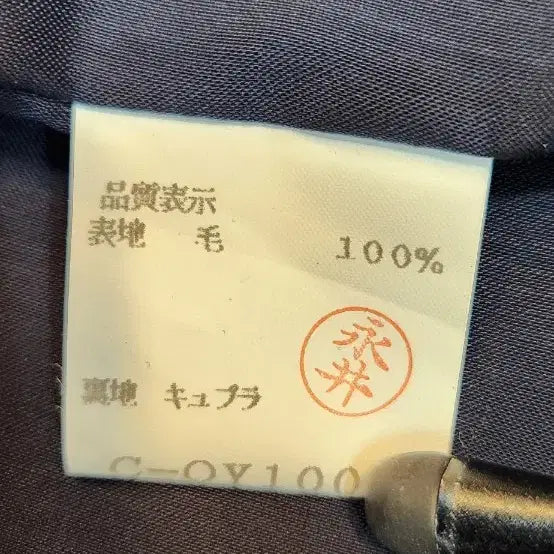 品質表示
表地 毛 100%
永井
裏地 キュプラ